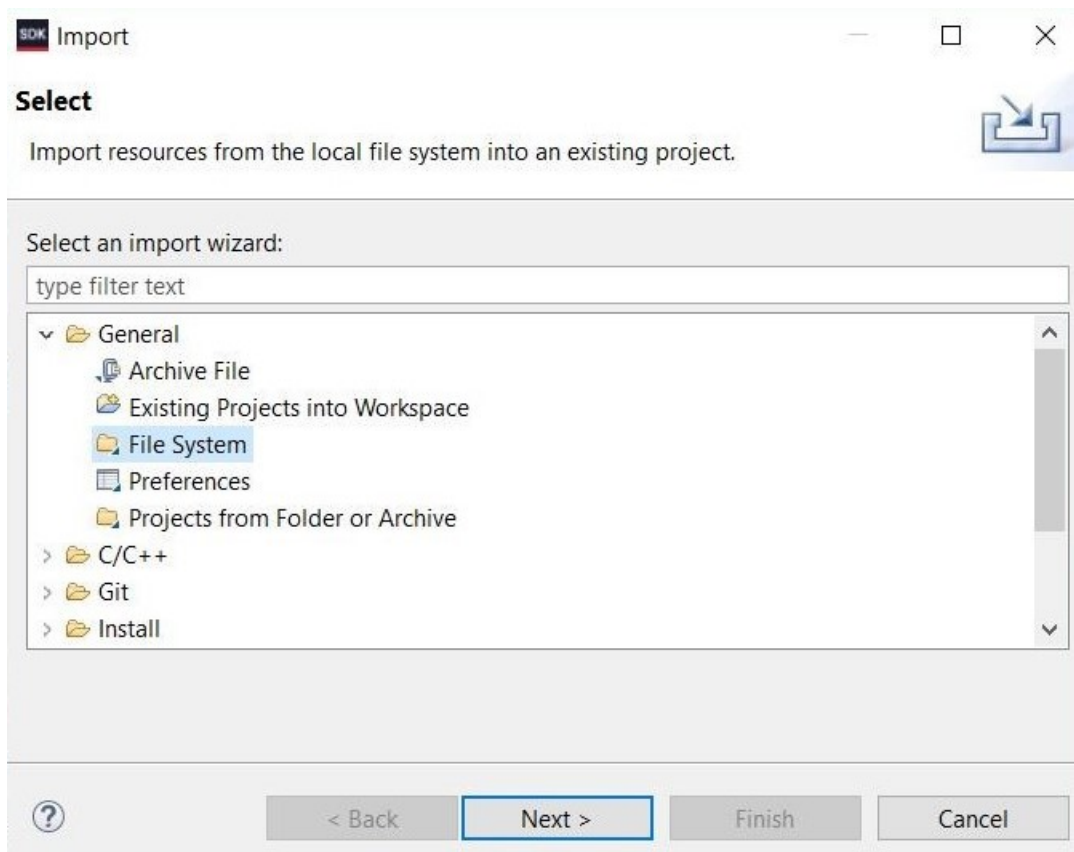 SDK Import
Select
Import resources from the local file system into an existing project.
Select an import wizard:
type filter text
General
Archive File
Existing Projects into Workspace
File System
Preferences
Projects from Folder or Archive
C/C++
Git
Install
? < Back Next > Finish Cancel